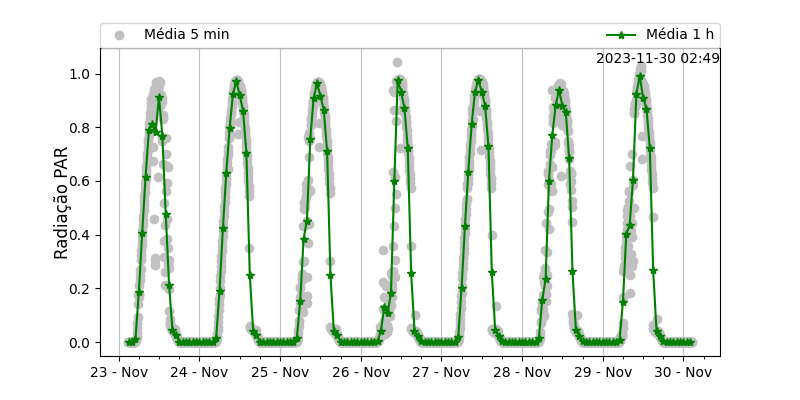 Média 5 min
Média 1 h
2023-11-30 02:49
Radiação PAR
1.0
0.8
0.6
0.4
0.2
0.0
23 - Nov
24 - Nov
25 - Nov
26 - Nov
27 - Nov
28 - Nov
29 - Nov
30 - Nov